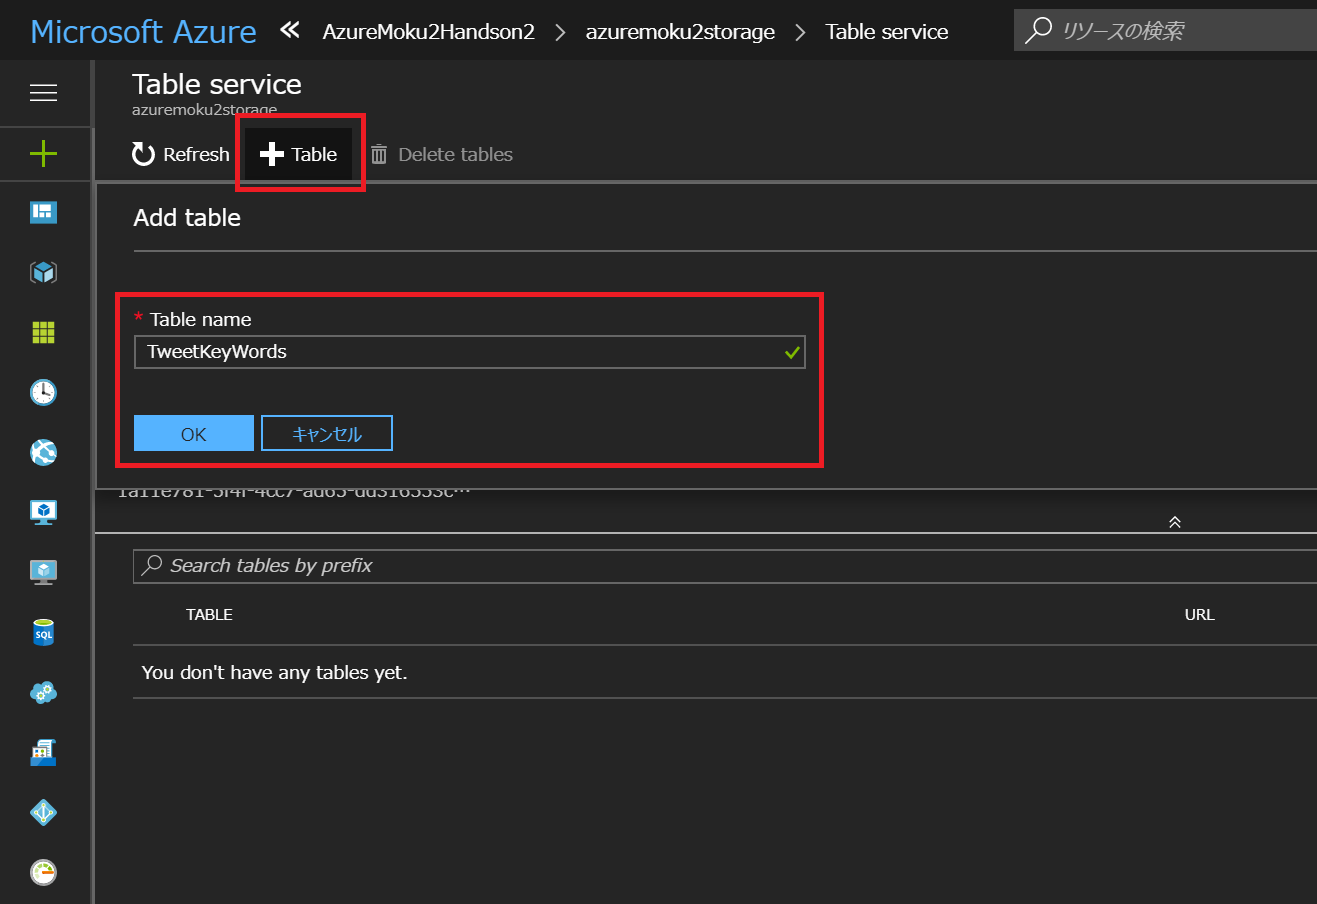 Microsoft Azure « AzureMoku2Handson2 > azuremoku2storage > Table service リソースの検索
Table service
azuremoku2storage
Refresh Table Delete tables
Add table
* Table name
TweetKeyWords
OK キャンセル
Search tables by prefix
TABLE URL
You don't have any tables yet.
SQL